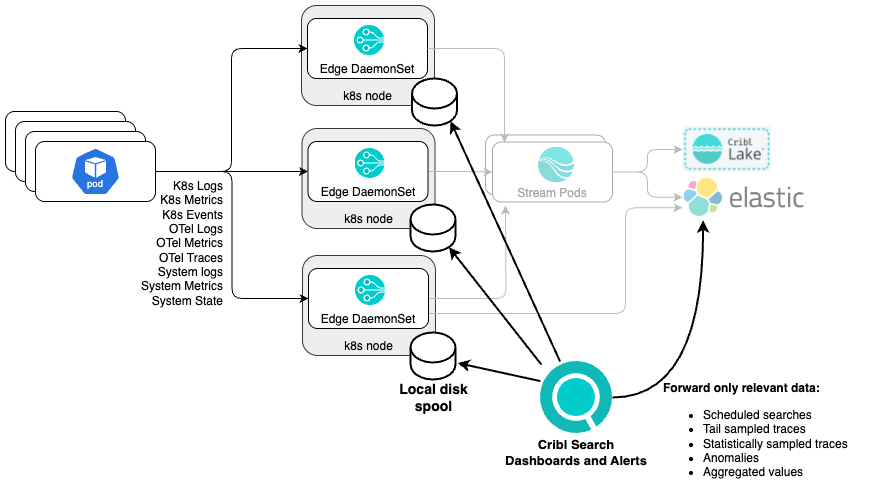 Edge DaemonSet
k8s node
pod
K8s Logs
K8s Metrics
K8s Events
OTel Logs
OTel Metrics
OTel Traces
System logs
System Metrics
System State
Edge DaemonSet
k8s node
Edge DaemonSet
k8s node
Local disk
spool
Stream Pods
Cribl
Lake
elastic
Cribl Search
Dashboards and Alerts
Forward only relevant data:
• Scheduled searches
• Tail sampled traces
• Statistically sampled traces
• Anomalies
• Aggregated values